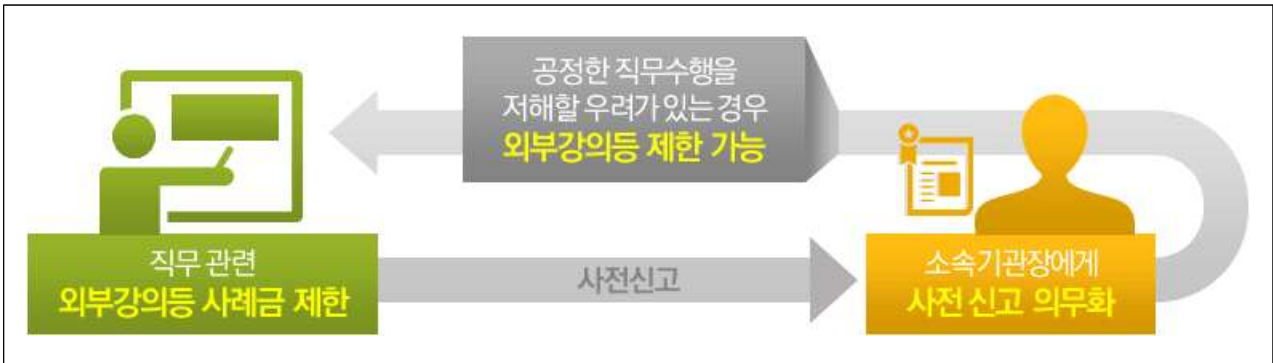 공정한 직무수행을
저해할 우려가 있는 경우
외부강의등 제한 가능
직무 관련
외부강의등 사례금 제한
사전신고
소속기관장에게
사전 신고 의무화